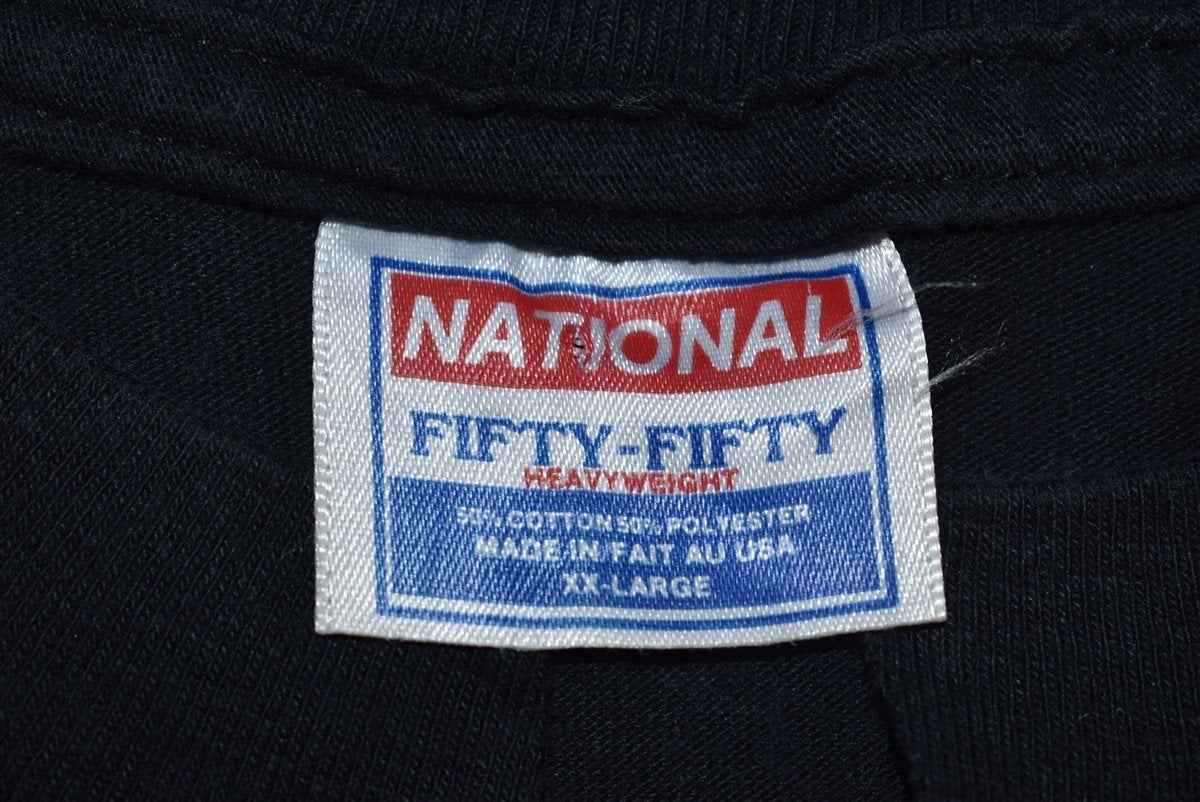 NATIONAL
FIFTY-FIFTY
HEAVYWEIGHT
50% COTTON 50% POLYESTER
MADE IN/FAIT AU USA
XX-LARGE